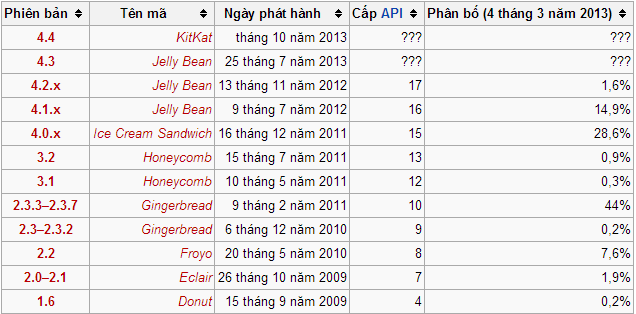 Phiên bản Tên mã Ngày phát hành Cấp API Phân bố (4 tháng 3 năm 2013)
4.4 KitKat tháng 10 năm 2013 ??? ???
4.3 Jelly Bean 25 tháng 7 năm 2013 ??? ???
4.2.x Jelly Bean 13 tháng 11 năm 2012 17 1,6%
4.1.x Jelly Bean 9 tháng 7 năm 2012 16 14,9%
4.0.x Ice Cream Sandwich 16 tháng 12 năm 2011 15 28,6%
3.2 Honeycomb 15 tháng 7 năm 2011 13 0,9%
3.1 Honeycomb 10 tháng 5 năm 2011 12 0,3%
2.3.3–2.3.7 Gingerbread 9 tháng 2 năm 2011 10 44%
2.3–2.3.2 Gingerbread 6 tháng 12 năm 2010 9 0,2%
2.2 Froyo 20 tháng 5 năm 2010 8 7,6%
2.0–2.1 Eclair 26 tháng 10 năm 2009 7 1,9%
1.6 Donut 15 tháng 9 năm 2009 4 0,2%